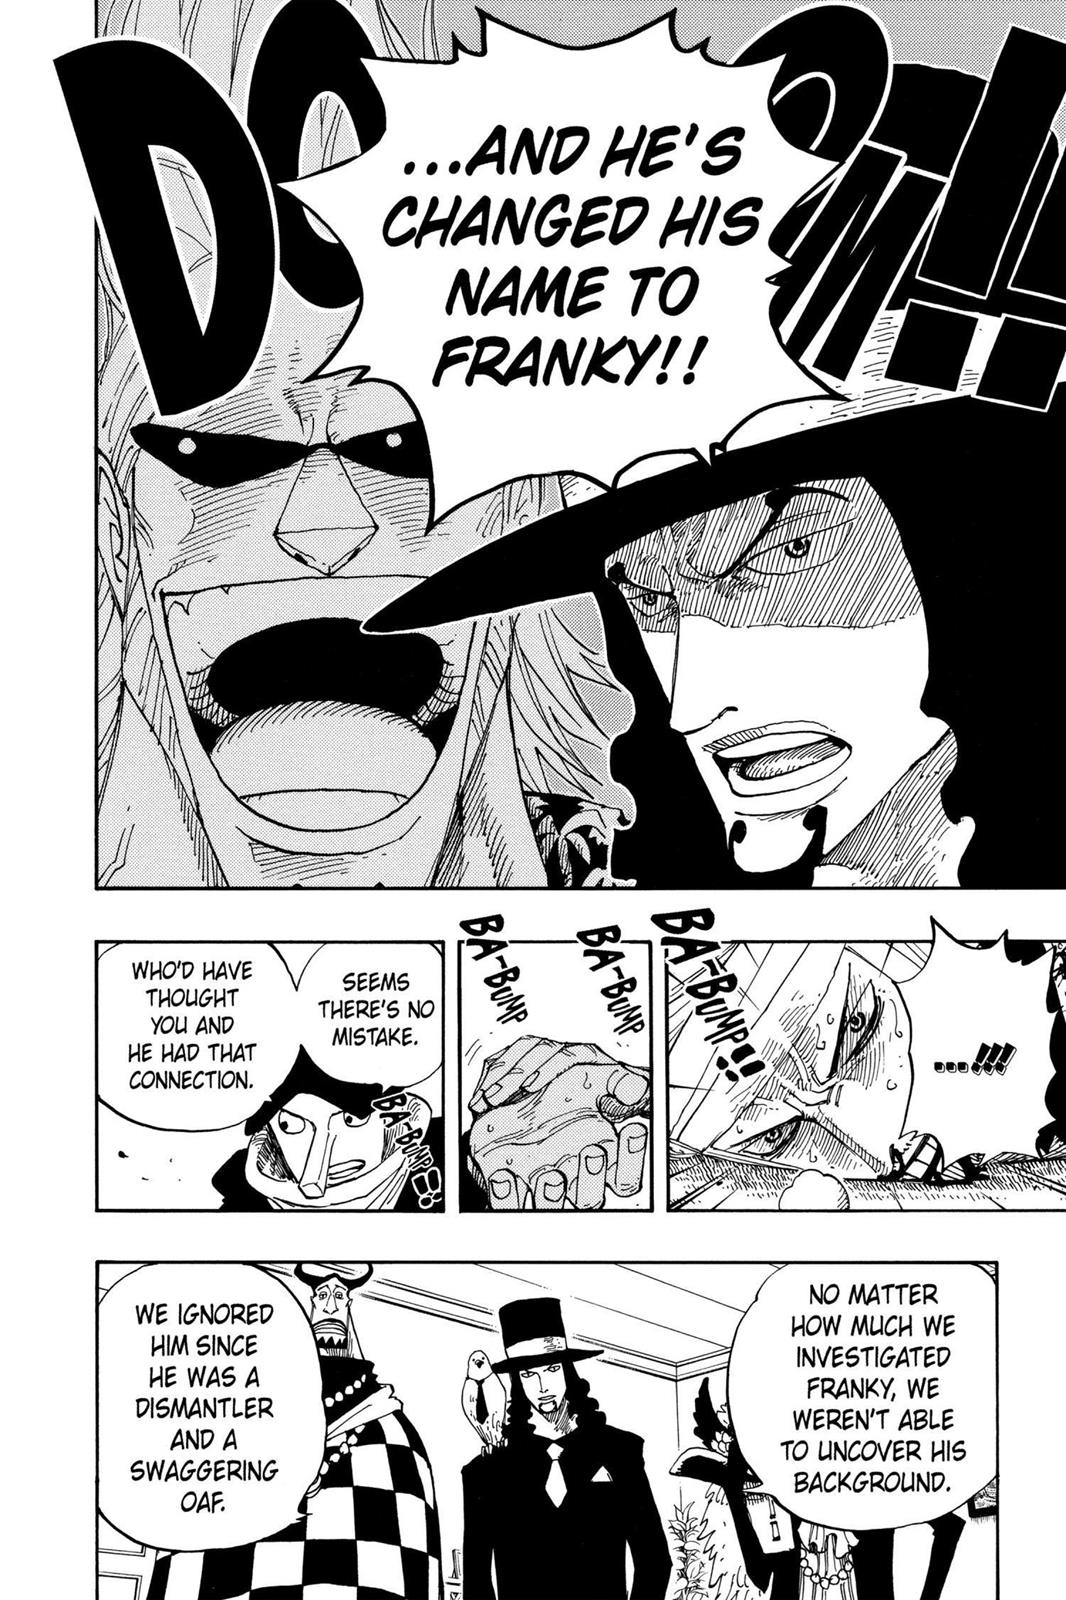 ...AND HE'S
CHANGED HIS
NAME TO
FRANKY!!
!!
...!!!
BA-BUMP!!
BA-BUMP
BA-BUMP
SEEMS
THERE'S NO
MISTAKE.
WHO'D HAVE
THOUGHT
YOU AND
HE HAD THAT
CONNECTION.
BA-BUMP!!
NO MATTER
HOW MUCH WE
INVESTIGATED
FRANKY, WE
WEREN'T ABLE
TO UNCOVER HIS
BACKGROUND.
WE IGNORED
HIM SINCE
HE WAS A
DISMANTLER
AND A
SWAGGERING
OAF.